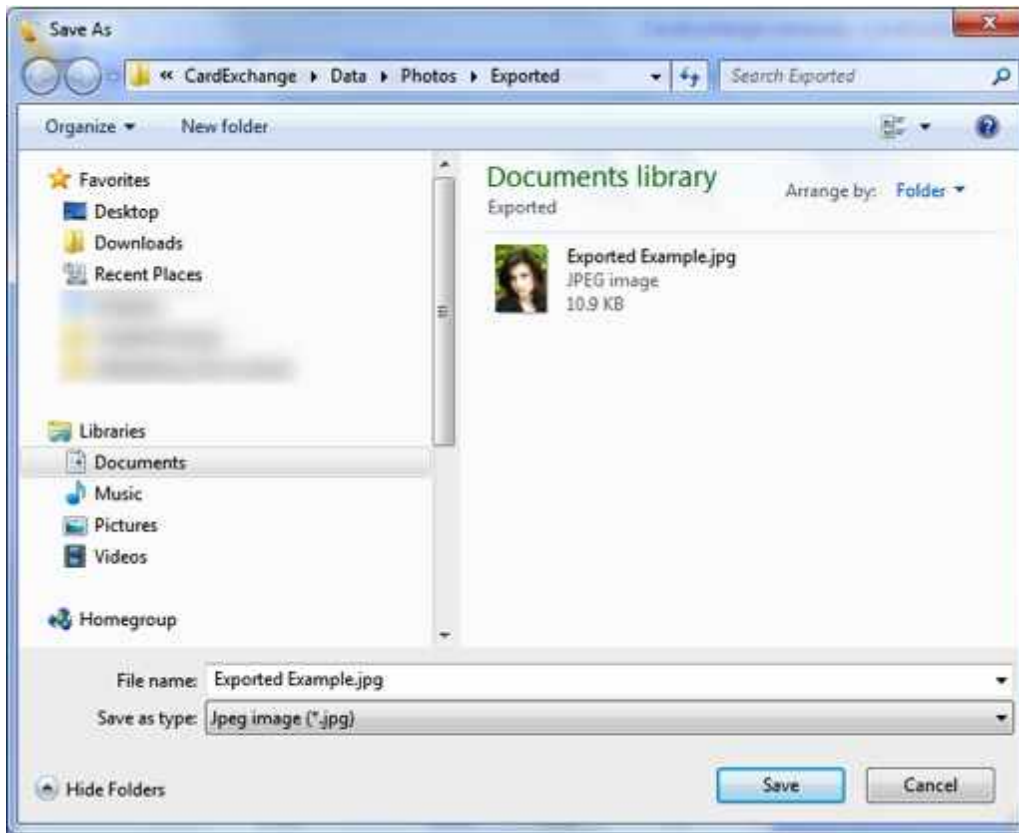 Save As
« CardExchange ▸ Data ▸ Photos ▸ Exported
Search Exported
Organize
New folder
Favorites
Desktop
Downloads
Recent Places
Libraries
Documents
Music
Pictures
Videos
Homegroup
Documents library
Exported
Arrange by: Folder
Exported Example.jpg
JPEG image
10.9 KB
File name: Exported Example.jpg
Save as type: Jpeg image (*.jpg)
Hide Folders
Save
Cancel